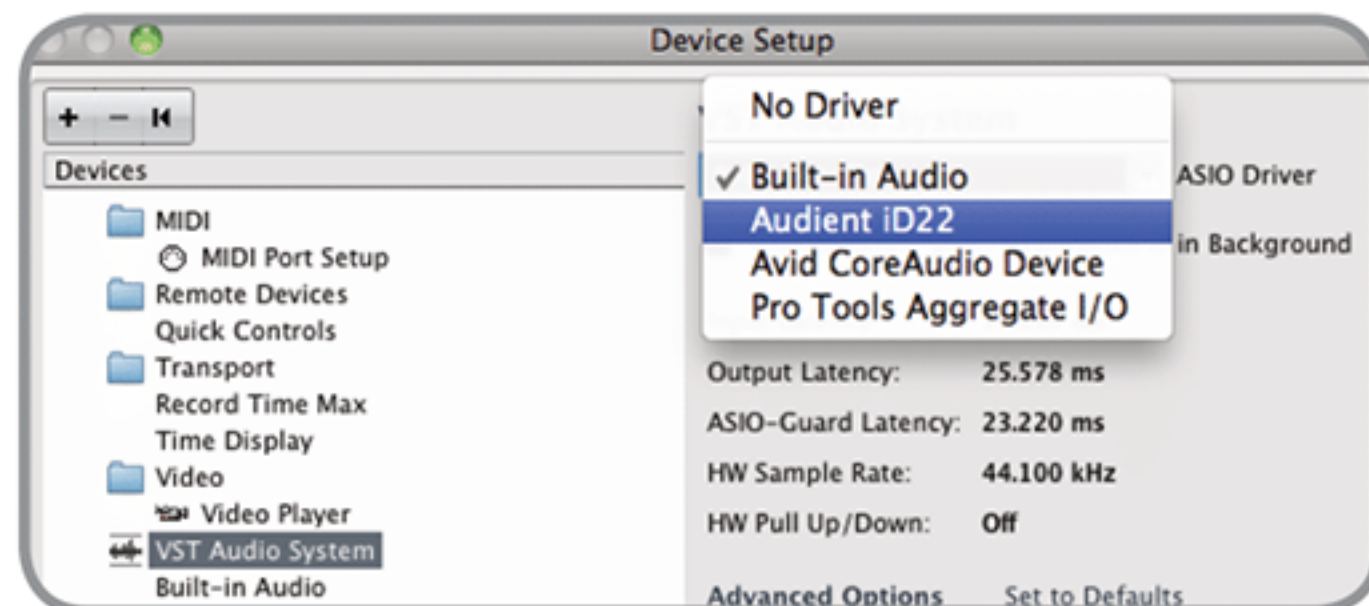 Device Setup
Devices
MIDI
MIDI Port Setup
Remote Devices
Quick Controls
Transport
Record Time Max
Time Display
Video
Video Player
VST Audio System
Built-in Audio
No Driver
✓ Built-in Audio
ASIO Driver
Audient iD22
in Background
Avid CoreAudio Device
Pro Tools Aggregate I/O
Output Latency: 25.578 ms
ASIO-Guard Latency: 23.220 ms
HW Sample Rate: 44.100 kHz
HW Pull Up/Down: Off
Advanced Options Set to Defaults